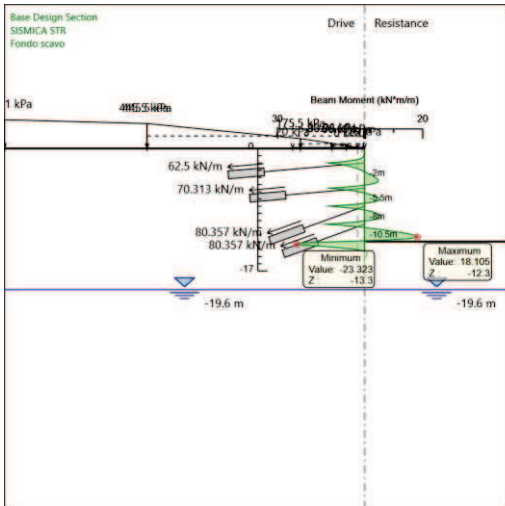 Base Design Section
SISMICA STR
Fondo scavo
Drive
Resistance
Beam Moment (kN*m/m)
1 kPa
30
20
0
62.5 kN/m
70.313 kN/m
80.357 kN/m
80.357 kN/m
-2m
-5.5m
-8m
-10.5m
-17
Minimum
Value: -23.323
Z : -13.3
Maximum
Value: 18.105
Z : -12.3
-19.6 m
-19.6 m